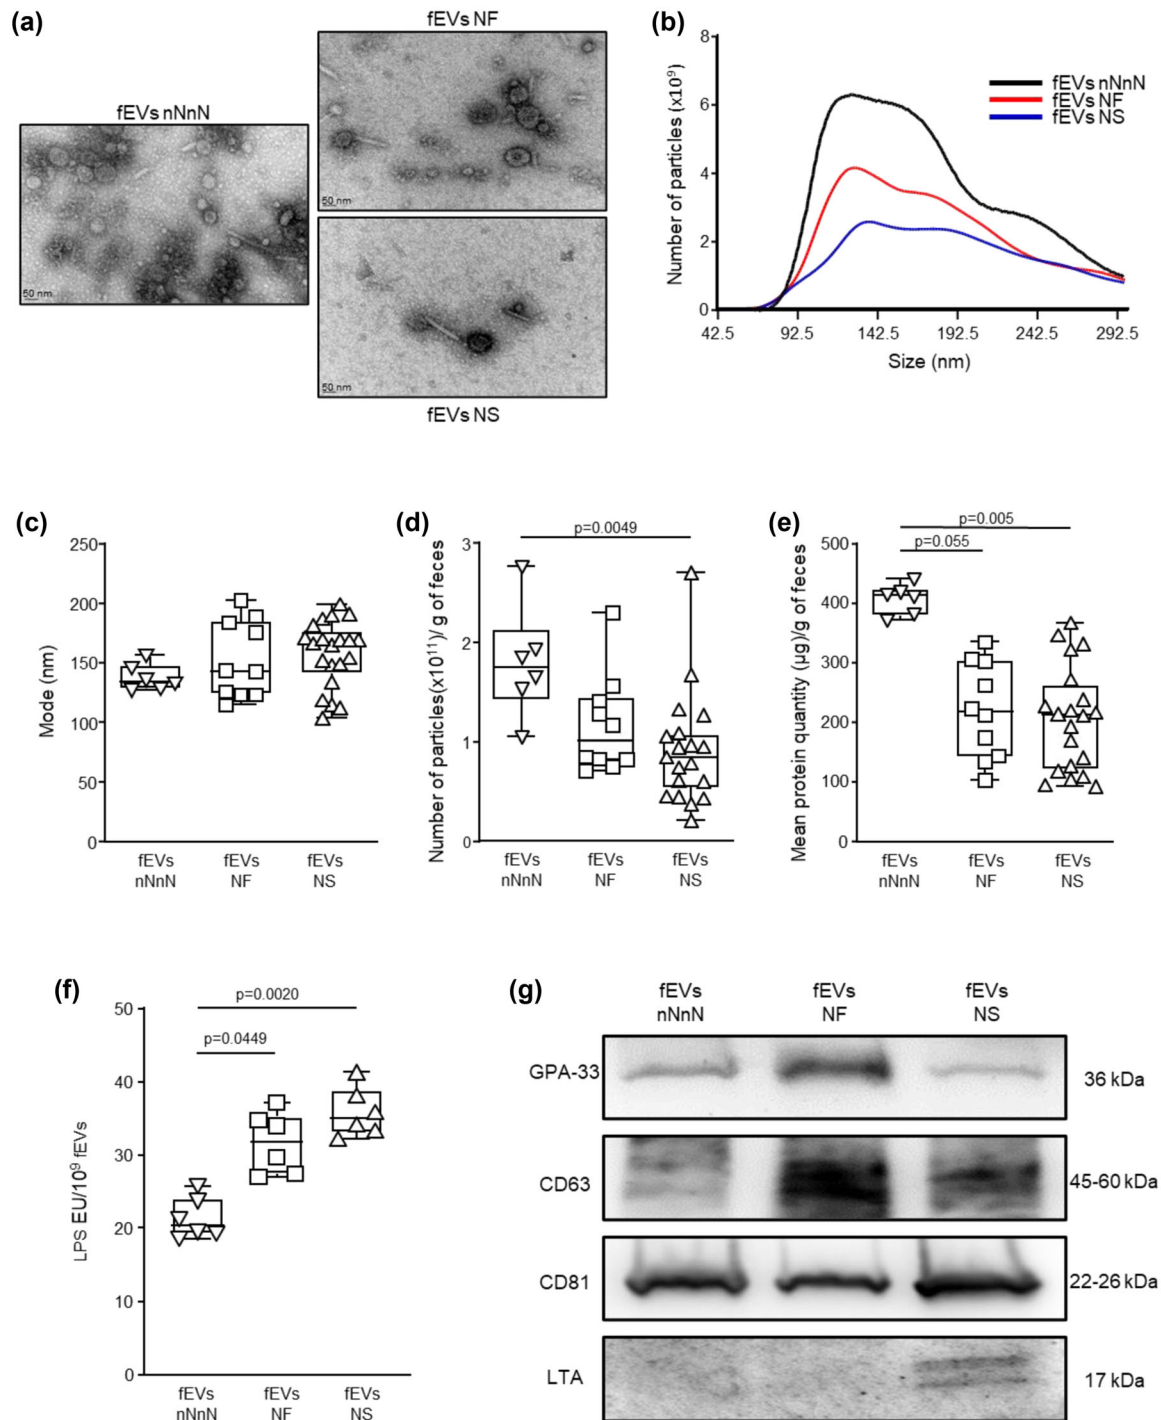 (a)
fEVs NF
fEVs nNnN
50 nm
50 nm
50 nm
fEVs NS
(b)
8
6
4
2
0
Number of particles (x10⁹)
fEVs nNnN
fEVs NF
fEVs NS
42.5 92.5 142.5 192.5 242.5 292.5
Size (nm)
(c)
250
200
150
100
50
0
Mode (nm)
fEVs fEVs fEVs
nNnN NF NS
(d)
p=0.0049
3
2
1
0
Number of particles(x10¹¹)/ g of feces
fEVs fEVs fEVs
nNnN NF NS
(e)
p=0.005
p=0.055
500
400
300
200
100
0
Mean protein quantity (µg)/g of feces
fEVs fEVs fEVs
nNnN NF NS
(f)
p=0.0020
p=0.0449
50
40
30
20
10
0
LPS EU/10⁹ fEVs
fEVs fEVs fEVs
nNnN NF NS
(g)
fEVs fEVs fEVs
nNnN NF NS
GPA-33 36 kDa
CD63 45-60 kDa
CD81 22-26 kDa
LTA 17 kDa